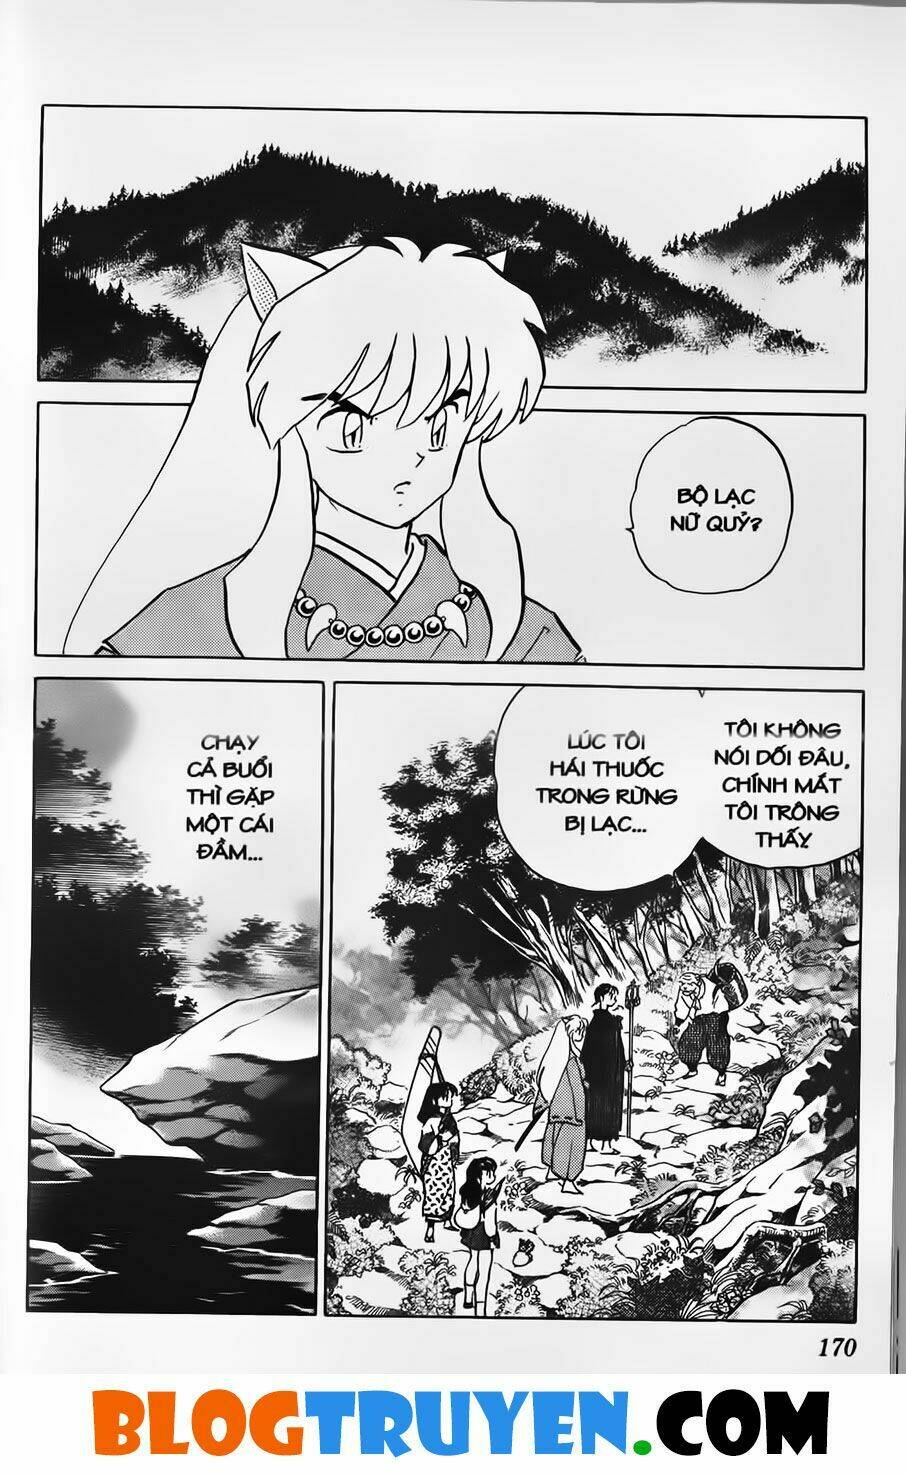 BỘ LẠC
NỮ QUỶ?
TÔI KHÔNG
NÓI DỐI ĐÂU,
CHÍNH MẮT
TÔI TRÔNG
THẤY.
LÚC TÔI
HÁI THUỐC
TRONG RỪNG
BỊ LẠC...
CHẠY
CẢ BUỔI
THÌ GẶP
MỘT CÁI
ĐẦM...
170
BLOGTRUYEN.COM